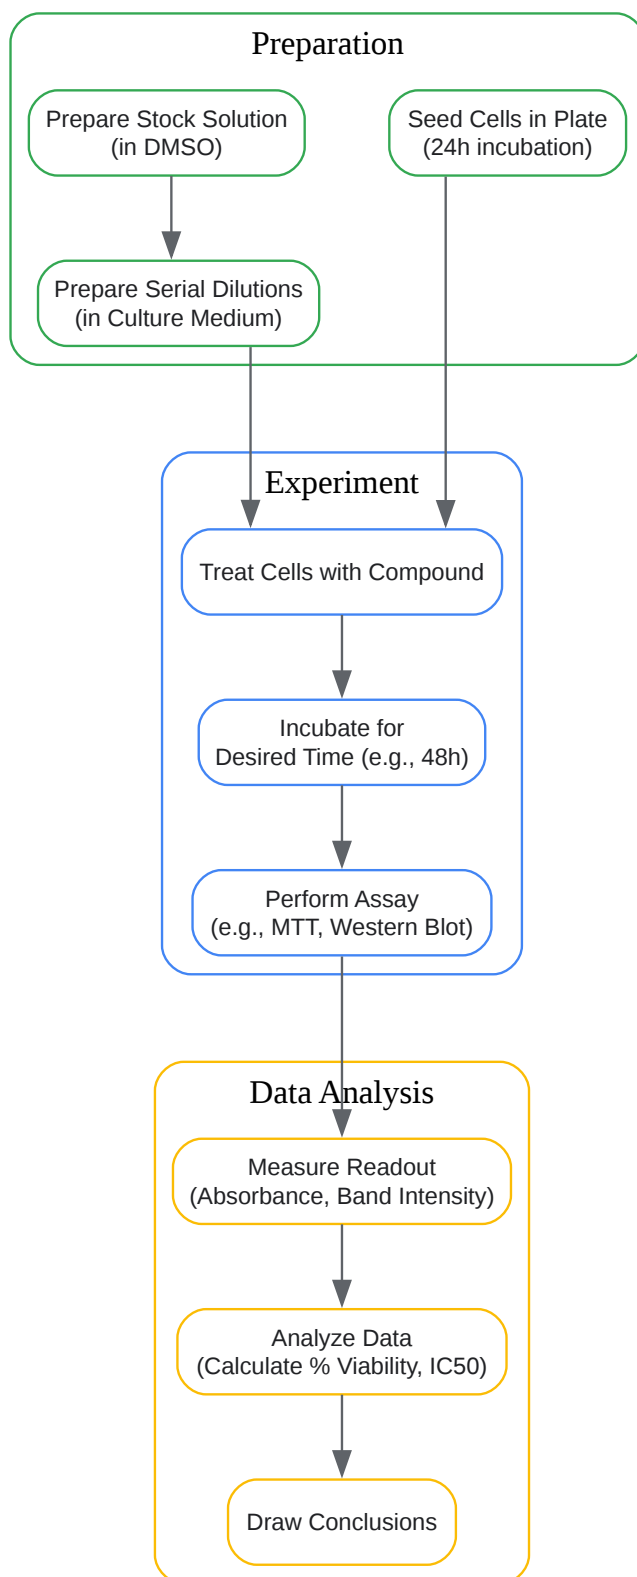 Preparation
Prepare Stock Solution
(in DMSO)
Seed Cells in Plate
(24h incubation)
Prepare Serial Dilutions
(in Culture Medium)
Experiment
Treat Cells with Compound
Incubate for
Desired Time (e.g., 48h)
Perform Assay
(e.g., MTT, Western Blot)
Data Analysis
Measure Readout
(Absorbance, Band Intensity)
Analyze Data
(Calculate % Viability, IC50)
Draw Conclusions